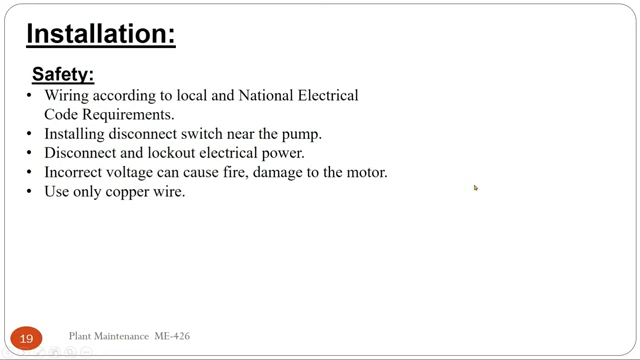 Installation:
Safety:
• Wiring according to local and National Electrical
Code Requirements.
• Installing disconnect switch near the pump.
• Disconnect and lockout electrical power.
• Incorrect voltage can cause fire, damage to the motor.
• Use only copper wire.
19
Plant Maintenance ME-426